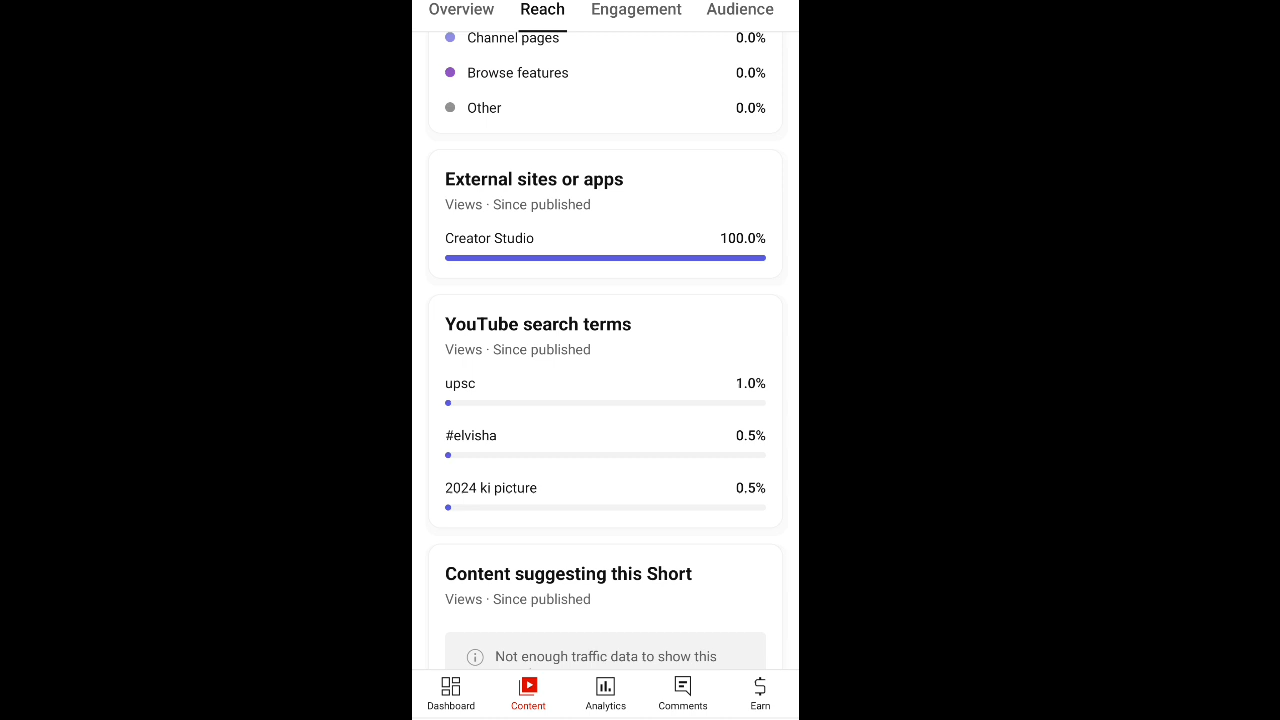 Overview Reach Engagement Audience
Channel pages 0.0%
Browse features 0.0%
Other 0.0%
External sites or apps
Views · Since published
Creator Studio 100.0%
YouTube search terms
Views · Since published
upsc 1.0%
#elvisha 0.5%
2024 ki picture 0.5%
Content suggesting this Short
Views · Since published
Not enough traffic data to show this
Dashboard Content Analytics Comments Earn